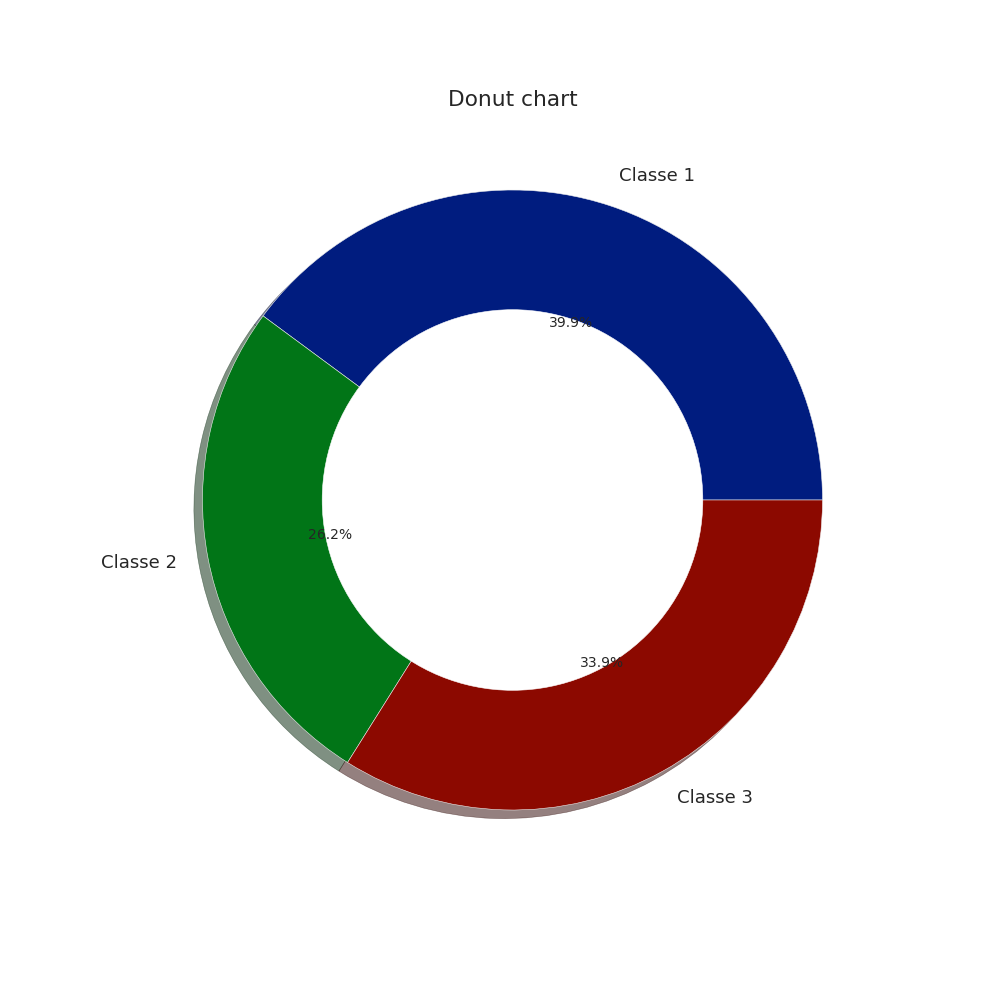 Donut chart
Classe 1
39.9%
26.2%
Classe 2
33.9%
Classe 3